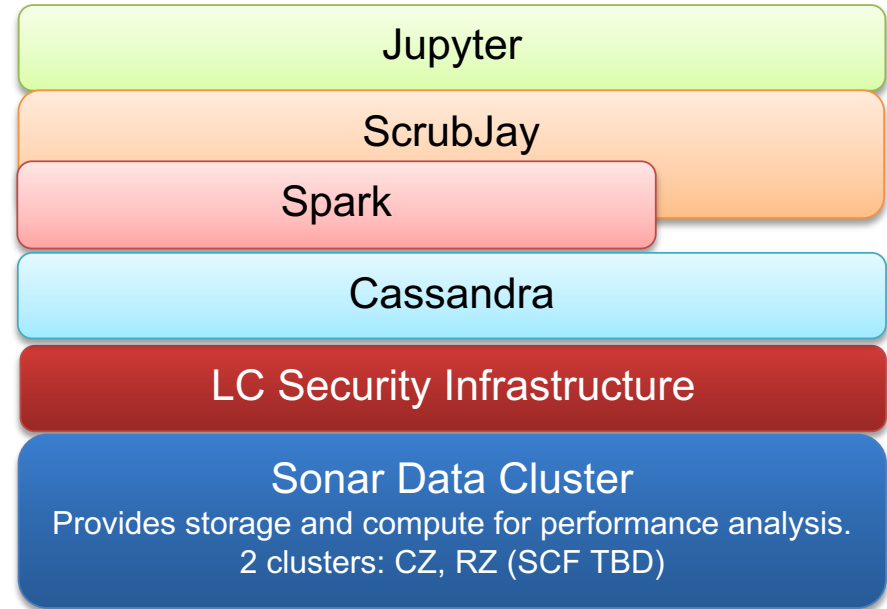 Jupyter
ScrubJay
Spark
Cassandra
LC Security Infrastructure
Sonar Data Cluster
Provides storage and compute for performance analysis.
2 clusters: CZ, RZ (SCF TBD)